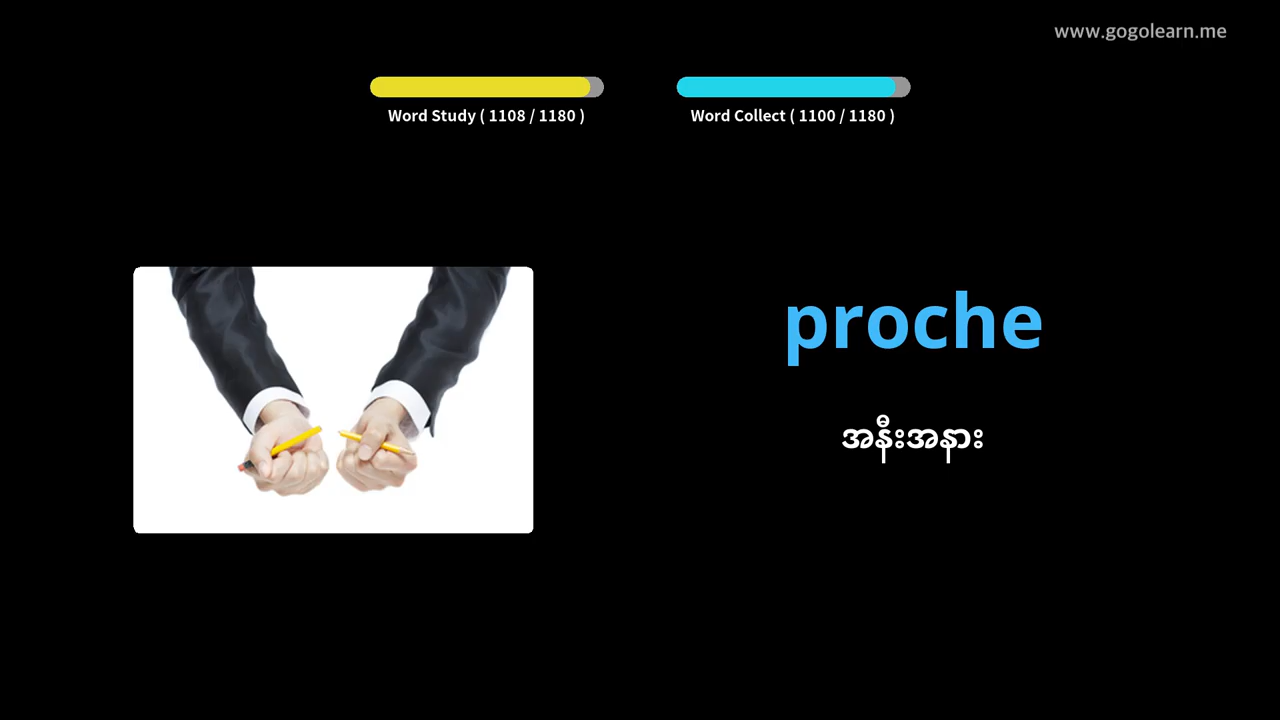 www.gogolearn.me
Word Study ( 1108 / 1180 )
Word Collect ( 1100 / 1180 )
proche
အနီးအနား